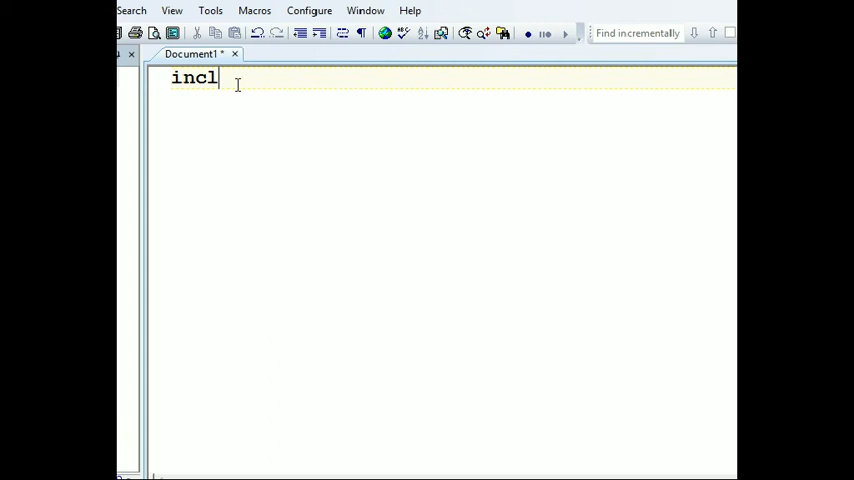 Search View Tools Macros Configure Window Help
Find incrementally
Document1 *
incl